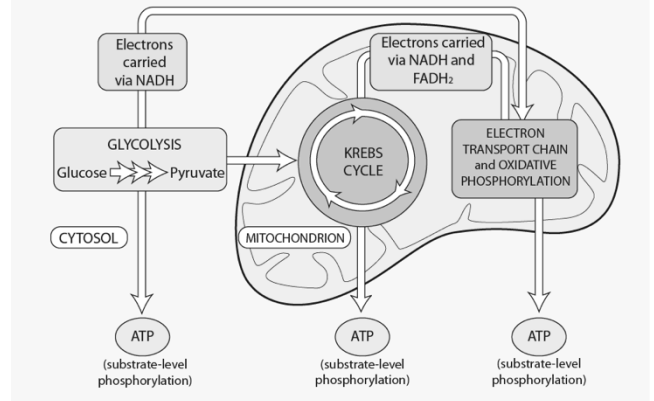 Electrons
carried
via NADH
Electrons carried
via NADH and
FADH₂
GLYCOLYSIS
Glucose Pyruvate
KREBS
CYCLE
ELECTRON
TRANSPORT CHAIN
and OXIDATIVE
PHOSPHORYLATION
CYTOSOL
MITOCHONDRION
ATP
(substrate-level
phosphorylation)
ATP
(substrate-level
phosphorylation)
ATP
(substrate-level
phosphorylation)